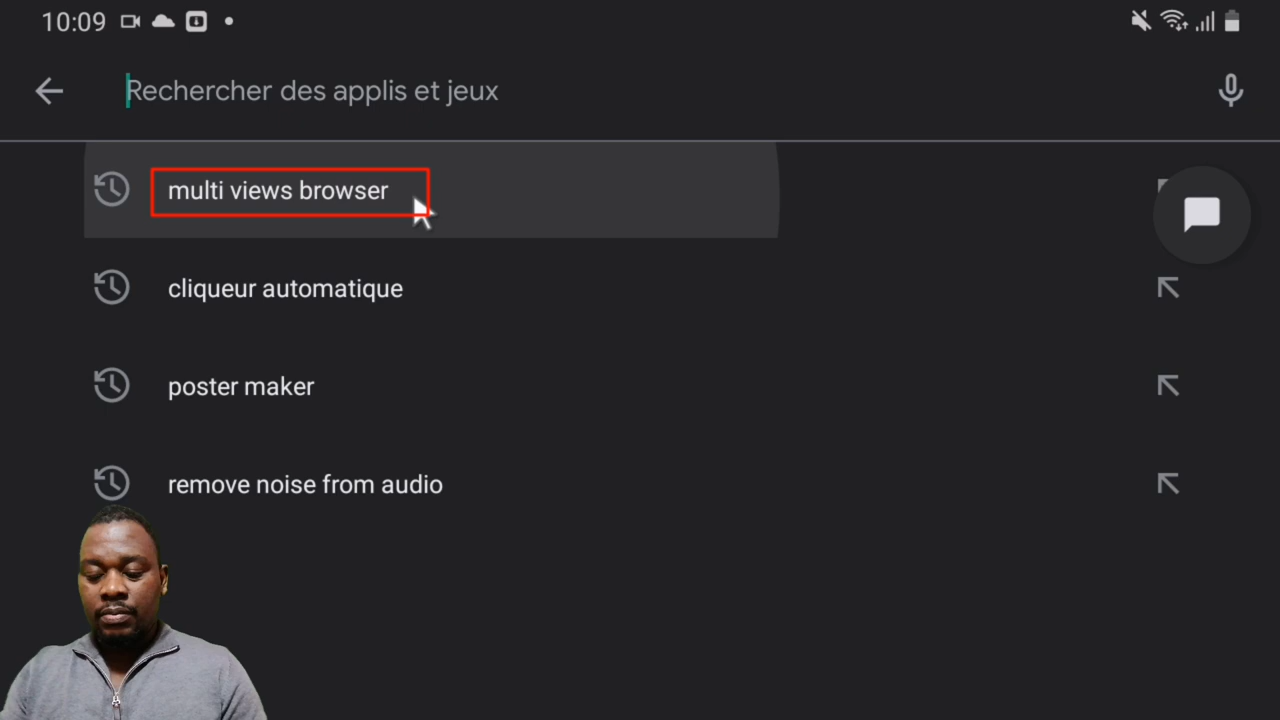 10:09
Rechercher des applis et jeux
multi views browser
cliqueur automatique
poster maker
remove noise from audio